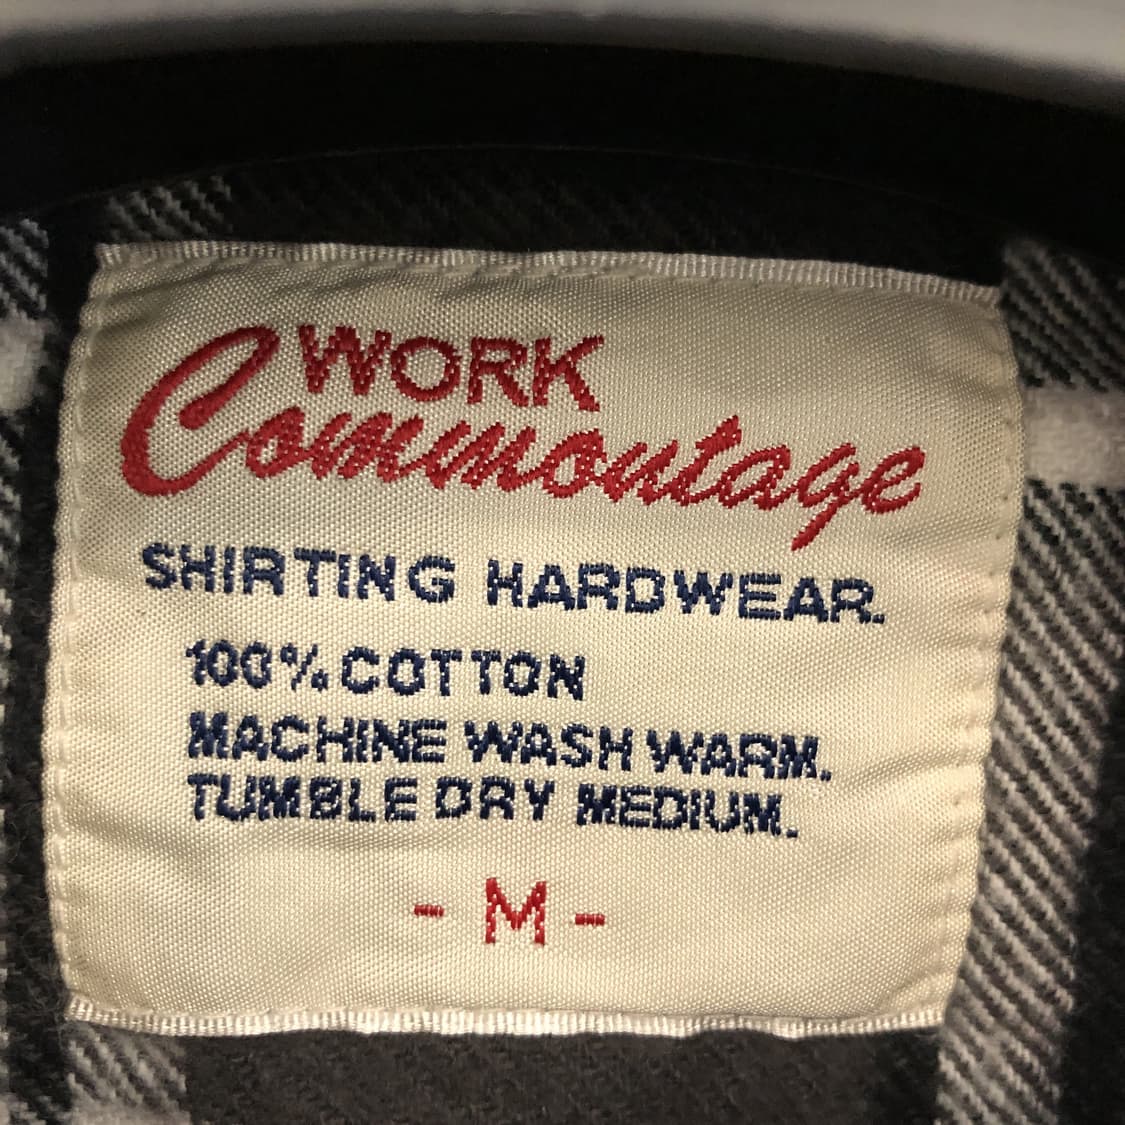 WORK
Commontage
SHIRTING HARDWEAR.
100% COTTON
MACHINE WASH WARM.
TUMBLE DRY MEDIUM.
- M -